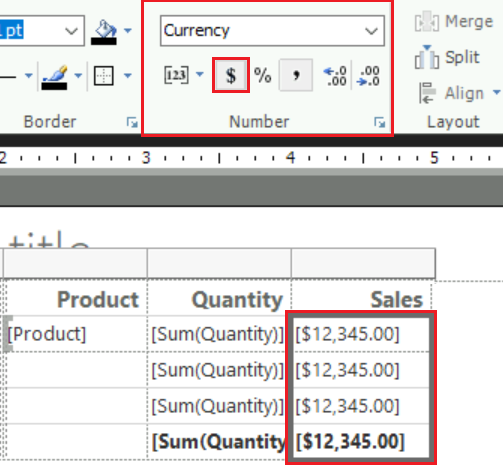 pt
Currency
Merge
[123] $ % , .0 .00 .00 .0
Split
Align
Border
Number
Layout
2 3 4 5
title
Product Quantity Sales
[Product] [Sum(Quantity)] [$12,345.00]
[Sum(Quantity)] [$12,345.00]
[Sum(Quantity)] [$12,345.00]
[Sum(Quantity [$12,345.00]